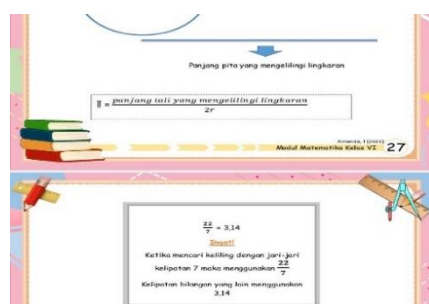 Panjang pita yang mengelilingi lingkaran
π = panjang tali yang mengelilingi lingkaran / 2r
Amanda, T(2021)
Modul Matematika Kelas VI 27
22/7 = 3,14
Ingat!
Ketika mencari keliling dengan jari-jari
kelipatan 7 maka menggunakan 22/7
Kelipatan bilangan yang lain menggunakan
3,14